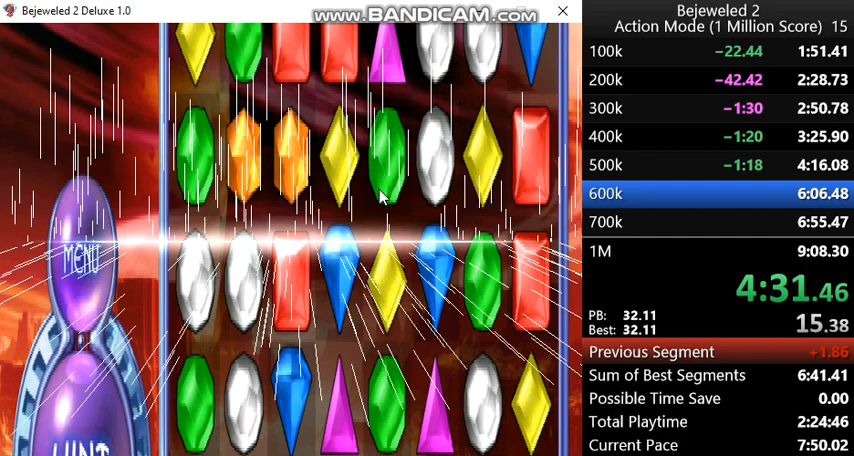 Bejeweled 2 Deluxe 1.0
www.BANDICAM.com
MENU
HINT
Bejeweled 2
Action Mode (1 Million Score) 15
100k −22.44 1:51.41
200k −42.42 2:28.73
300k −1:30 2:50.78
400k −1:20 3:25.90
500k −1:18 4:16.08
600k 6:06.48
700k 6:55.47
1M 9:08.30
4:31.46
PB: 32.11
Best: 32.11 15.38
Previous Segment +1.86
Sum of Best Segments 6:41.41
Possible Time Save 0.00
Total Playtime 2:24:46
Current Pace 7:50.02